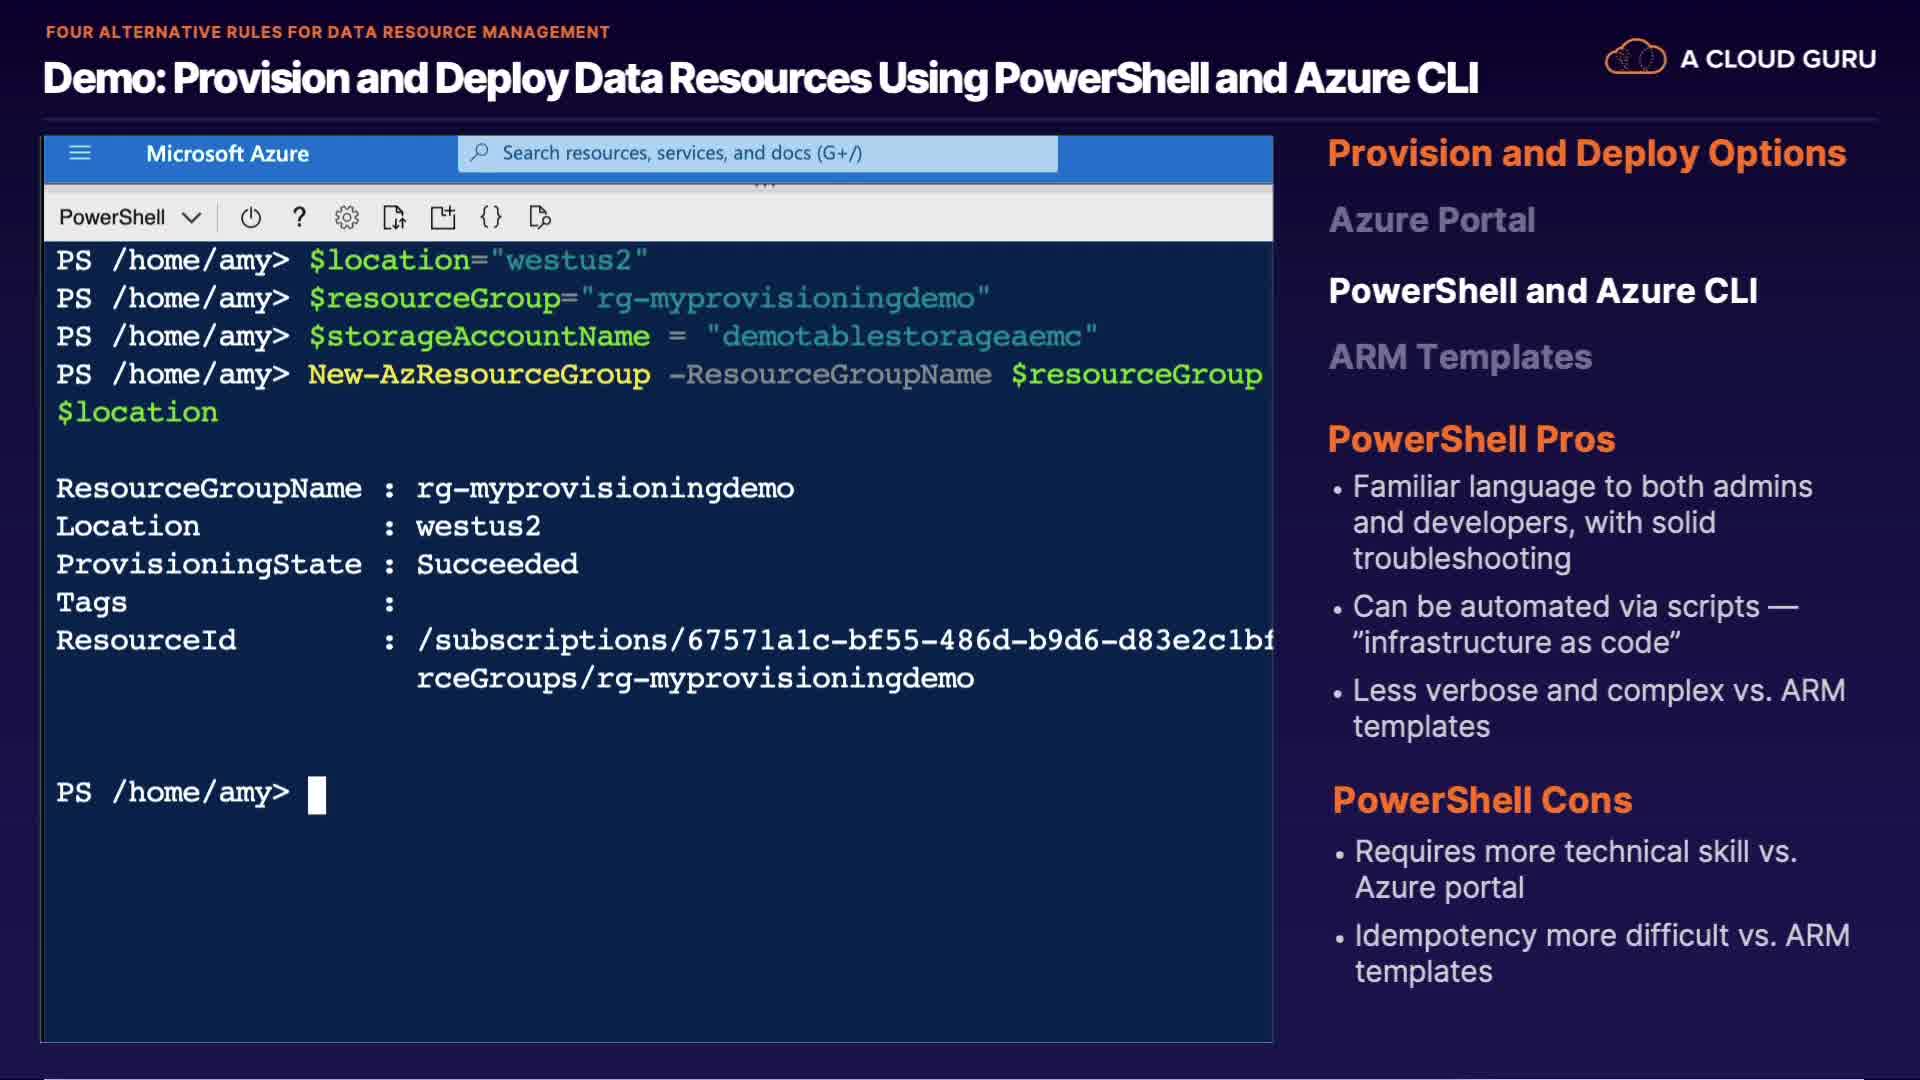 FOUR ALTERNATIVE RULES FOR DATA RESOURCE MANAGEMENT
Demo: Provision and Deploy Data Resources Using PowerShell and Azure CLI
A CLOUD GURU
Microsoft Azure
Search resources, services, and docs (G+/)
PowerShell
PS /home/amy> $location="westus2"
PS /home/amy> $resourceGroup="rg-myprovisioningdemo"
PS /home/amy> $storageAccountName = "demotablestorageaemc"
PS /home/amy> New-AzResourceGroup -ResourceGroupName $resourceGroup
$location
ResourceGroupName : rg-myprovisioningdemo
Location : westus2
ProvisioningState : Succeeded
Tags :
ResourceId : /subscriptions/67571a1c-bf55-486d-b9d6-d83e2c1bf
rceGroups/rg-myprovisioningdemo
PS /home/amy>
Provision and Deploy Options
Azure Portal
PowerShell and Azure CLI
ARM Templates
PowerShell Pros
• Familiar language to both admins
and developers, with solid
troubleshooting
• Can be automated via scripts —
”infrastructure as code”
• Less verbose and complex vs. ARM
templates
PowerShell Cons
• Requires more technical skill vs.
Azure portal
• Idempotency more difficult vs. ARM
templates